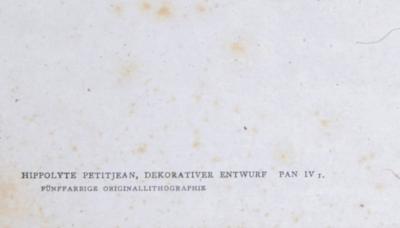 HIPPOLYTE PETITJEAN, DEKORATIVER ENTWURF PAN IV 1.
FÜNFFARBIGE ORIGINALLITHOGRAPHIE